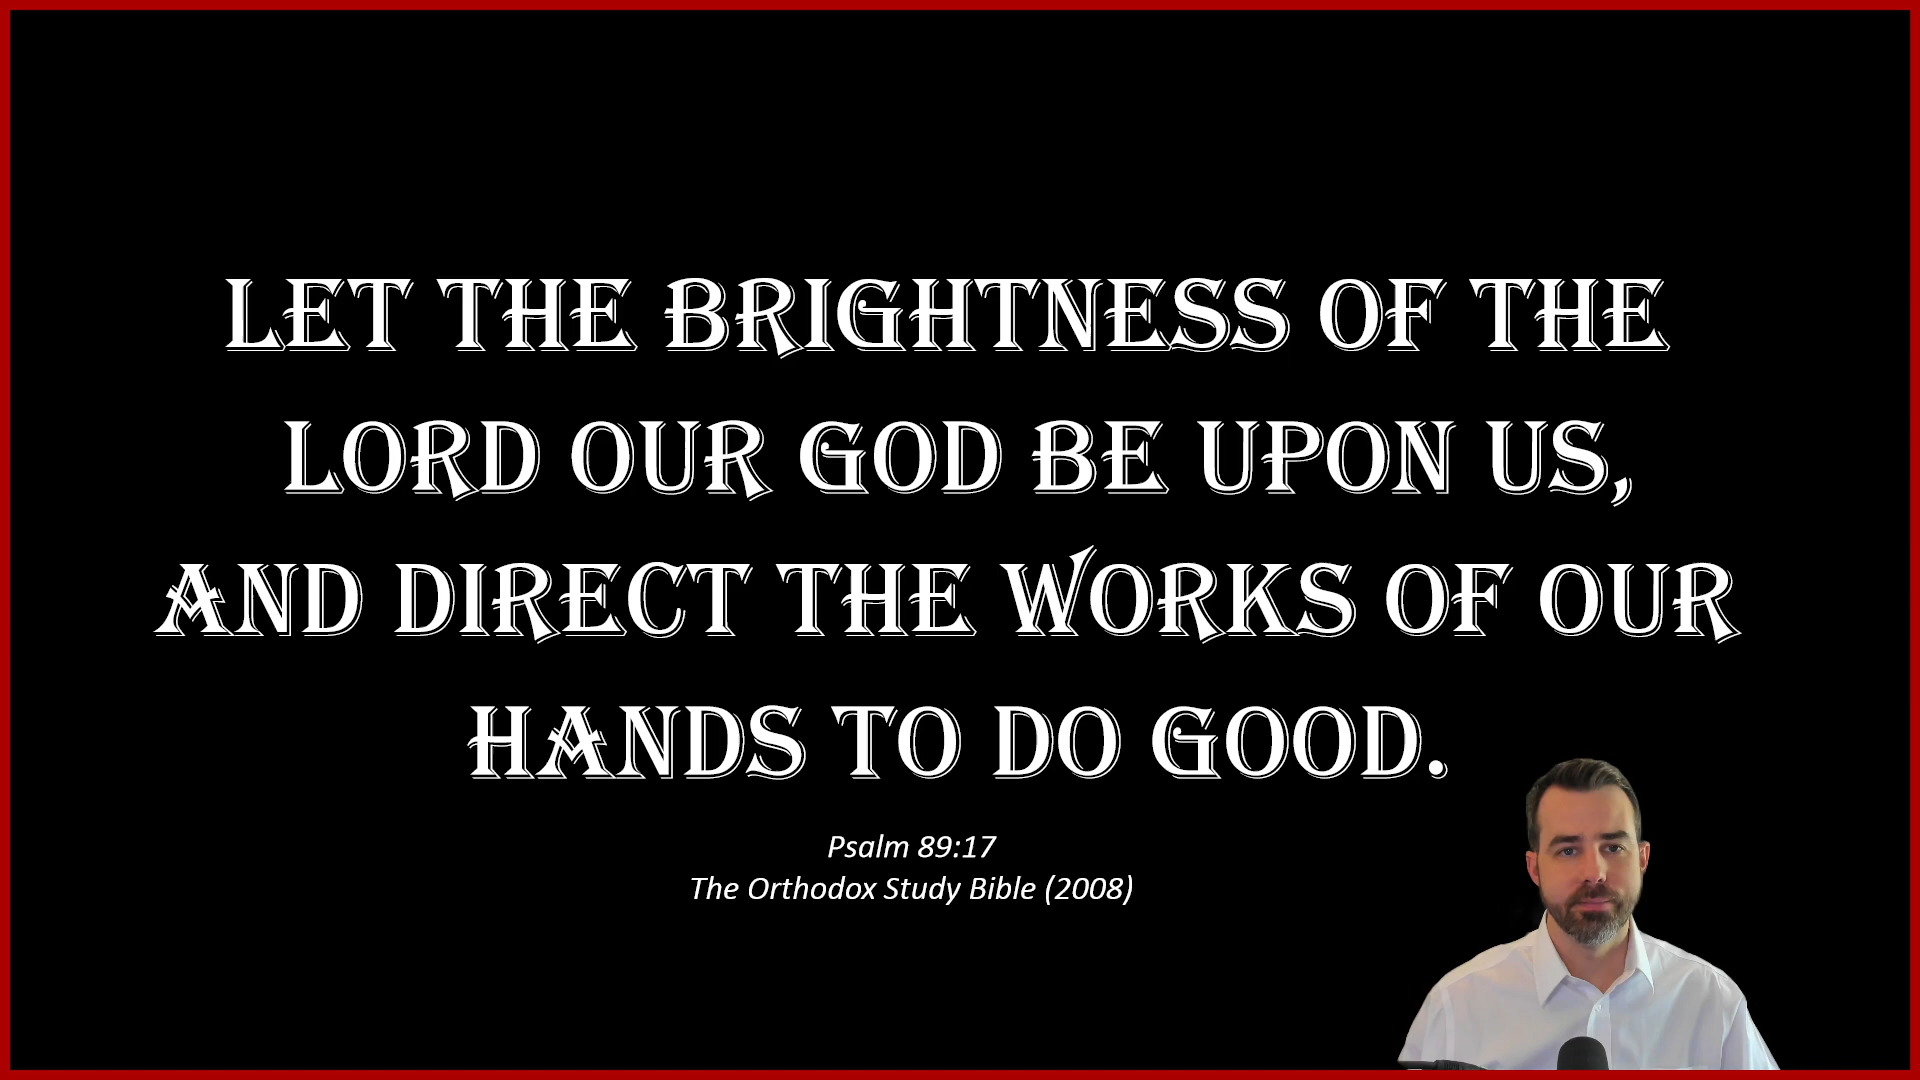 LET THE BRIGHTNESS OF THE
LORD OUR GOD BE UPON US,
AND DIRECT THE WORKS OF OUR
HANDS TO DO GOOD.
Psalm 89:17
The Orthodox Study Bible (2008)